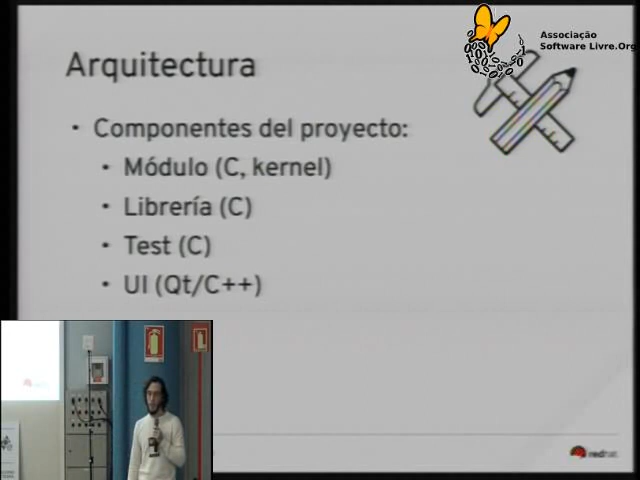 Associação
Software Livre.Org
Arquitectura
• Componentes del proyecto:
• Módulo (C, kernel)
• Librería (C)
• Test (C)
• UI (Qt/C++)
redhat